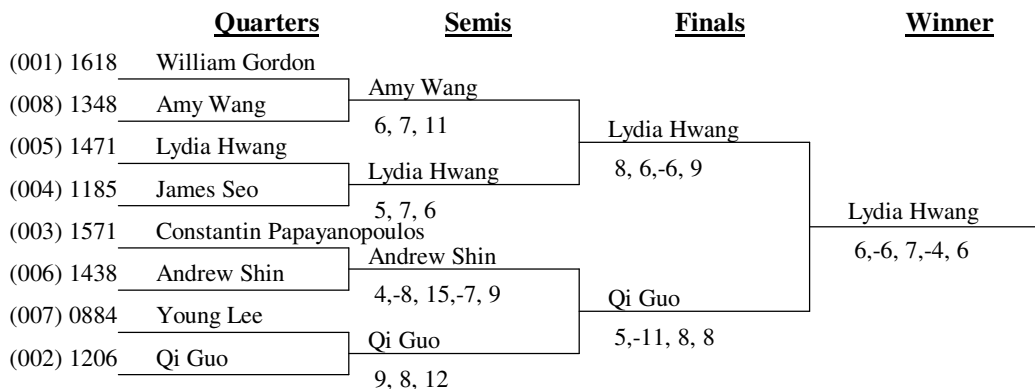 Quarters Semis Finals Winner
(001) 1618 William Gordon
Amy Wang
(008) 1348 Amy Wang
6, 7, 11
Lydia Hwang
(005) 1471 Lydia Hwang
8, 6,-6, 9
Lydia Hwang
(004) 1185 James Seo
5, 7, 6
Lydia Hwang
(003) 1571 Constantin Papayanopoulos
6,-6, 7,-4, 6
Andrew Shin
(006) 1438 Andrew Shin
4,-8, 15,-7, 9
Qi Guo
(007) 0884 Young Lee
5,-11, 8, 8
Qi Guo
(002) 1206 Qi Guo
9, 8, 12